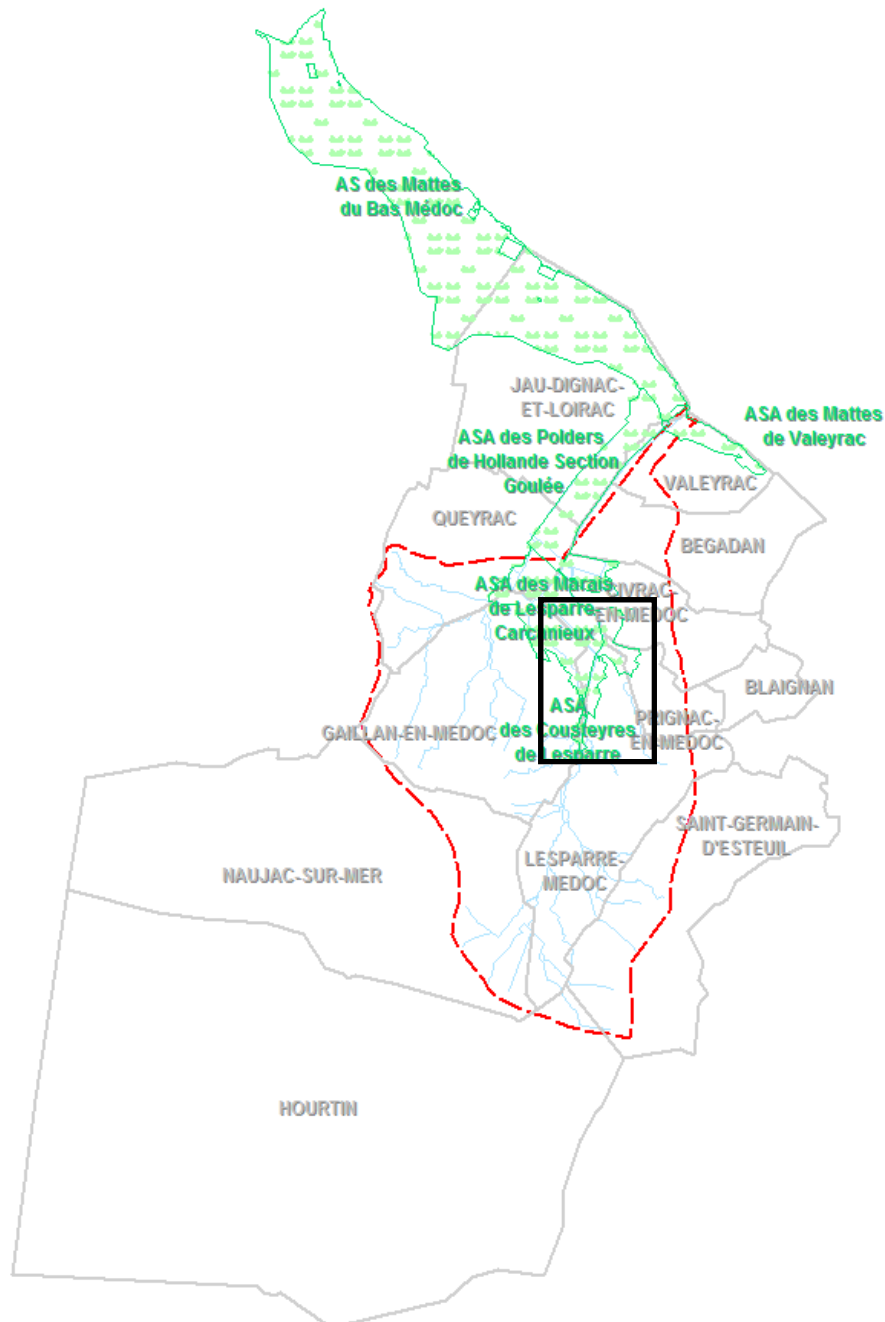 AS des Mattes
du Bas Médoc
JAU-DIGNAC-
ET-LOIRAC
ASA des Mattes
de Valeyrac
ASA des Polders
de Hollande Section
Goulée
VALEYRAC
QUEYRAC
BEGADAN
ASA des Marais
de Lesparre-
Carcanieux
CIVRAC-
EN-MEDOC
BLAIGNAN
ASA
des Cousteyres
de Lesparre
PRIGNAC-
EN-MEDOC
GAILLAN-EN-MEDOC
SAINT-GERMAIN-
D'ESTEUIL
LESPARRE-
MEDOC
NAUJAC-SUR-MER
HOURTIN